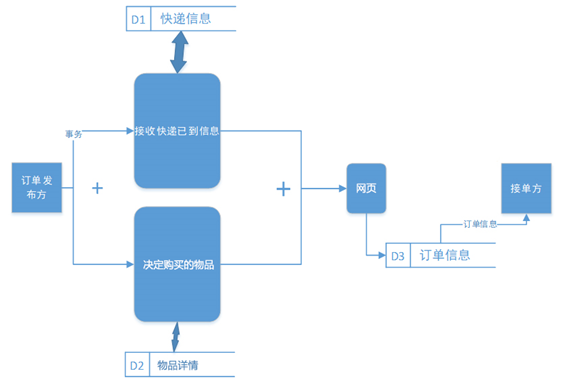 D1 快递信息
接收快递已到信息
事务
订单发
布方
+
+
网页
接单方
订单信息
D3 订单信息
决定购买的物品
D2 物品详情